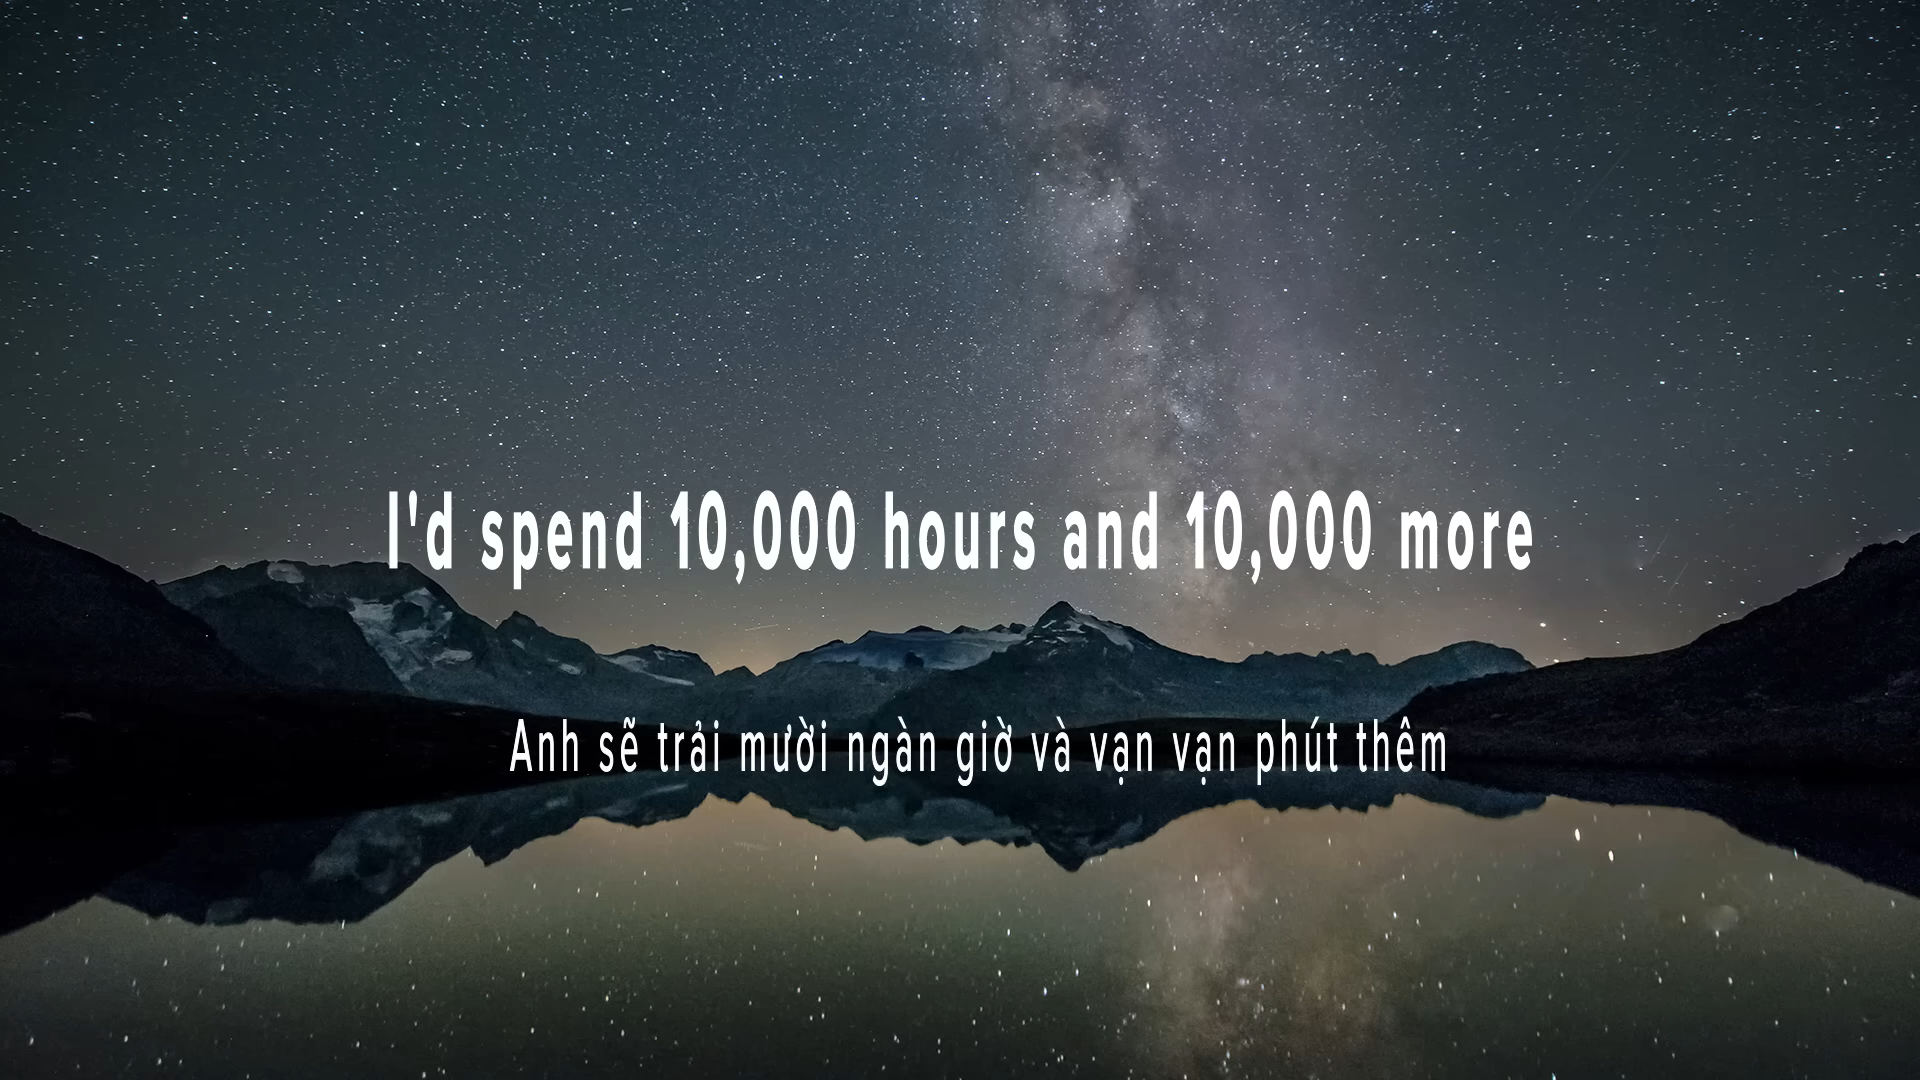 I'd spend 10,000 hours and 10,000 more
Anh sẽ trải mười ngàn giờ và vạn vạn phút thêm